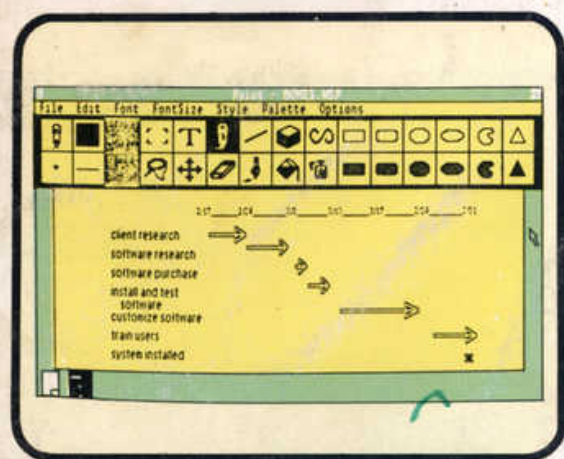 Paint - BOXES.MSP
File Edit Font FontSize Style Palette Options
T
client research
software research
software purchase
install and test
software
customize software
train users
system installed